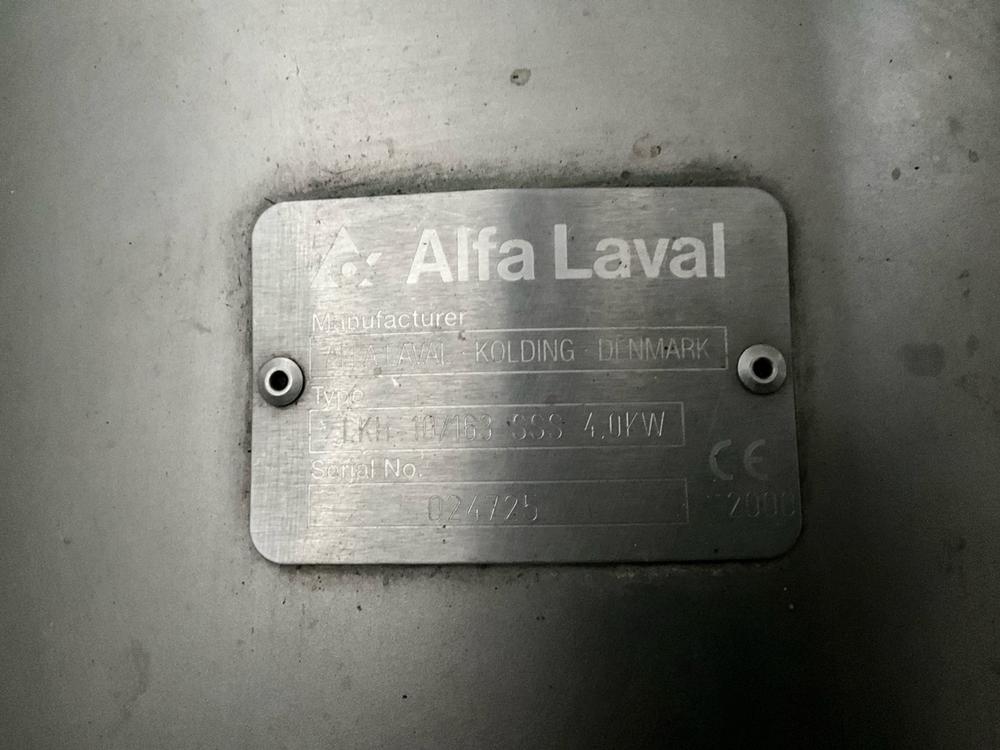 Alfa Laval
Manufacturer
ALFA LAVAL - KOLDING - DENMARK
Type
LKH-10/163 SSS 4.0KW
CE
Serial No.
024725
2000